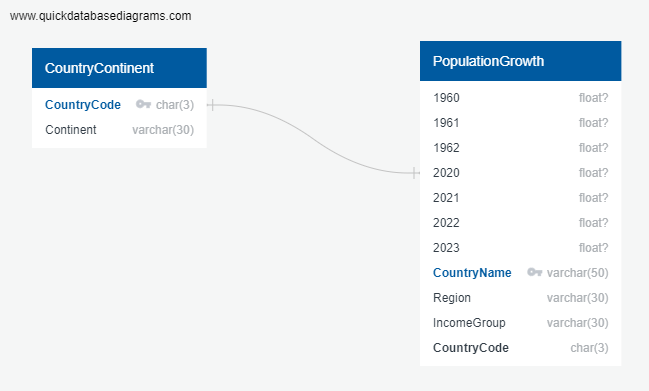 www.quickdatabasediagrams.com
CountryContinent
CountryCode char(3)
Continent varchar(30)
PopulationGrowth
1960 float?
1961 float?
1962 float?
2020 float?
2021 float?
2022 float?
2023 float?
CountryName varchar(50)
Region varchar(30)
IncomeGroup varchar(30)
CountryCode char(3)